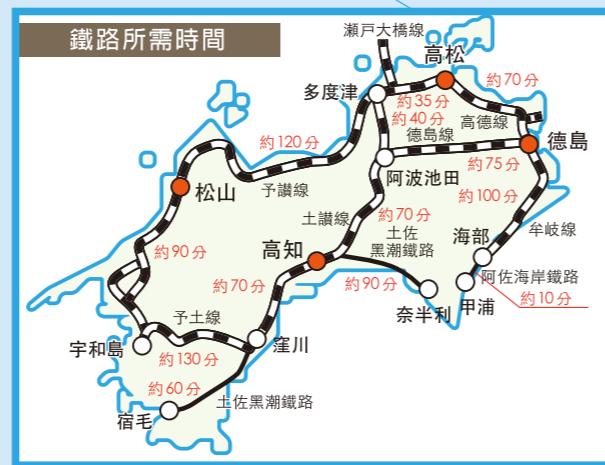 鐵路所需時間
瀨戶大橋線
高松
約70分
多度津
約35分
約40分
高德線
德島線
德島
約120分
約75分
阿波池田
約100分
松山
土讚線
予讚線
約70分
土佐
黑潮鐵路
海部
牟岐線
約90分
高知
阿佐海岸鐵路
約70分
約90分
奈半利
甲浦
約10分
予土線
宇和島
窪川
約130分
約60分
土佐黑潮鐵路
宿毛